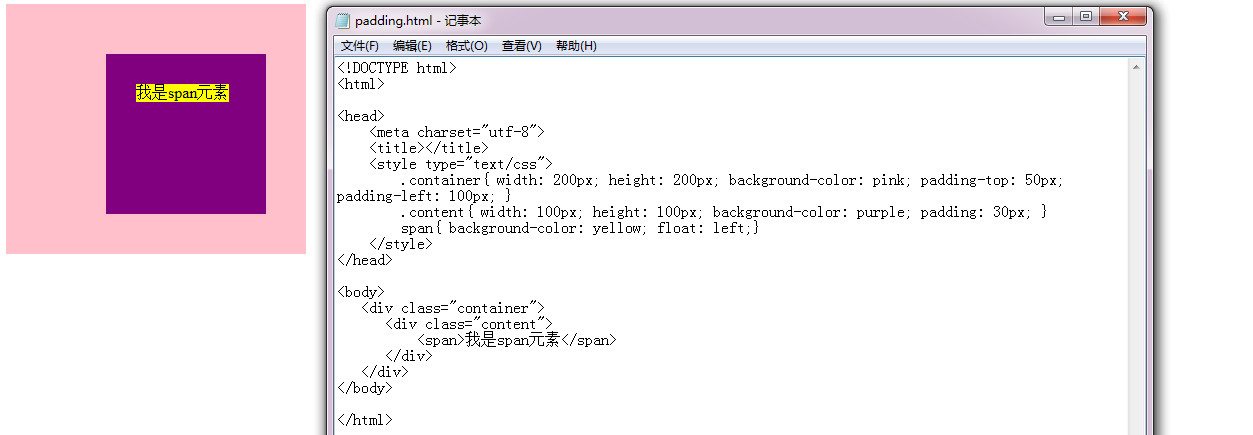 我是span元素
padding.html - 记事本
文件(F) 编辑(E) 格式(O) 查看(V) 帮助(H)
<!DOCTYPE html>
<html>
<head>
<meta charset="utf-8">
<title></title>
<style type="text/css">
.container{ width: 200px; height: 200px; background-color: pink; padding-top: 50px;
padding-left: 100px; }
.content{ width: 100px; height: 100px; background-color: purple; padding: 30px; }
span{ background-color: yellow; float: left;}
</style>
</head>
<body>
<div class="container">
<div class="content">
<span>我是span元素</span>
</div>
</div>
</body>
</html>